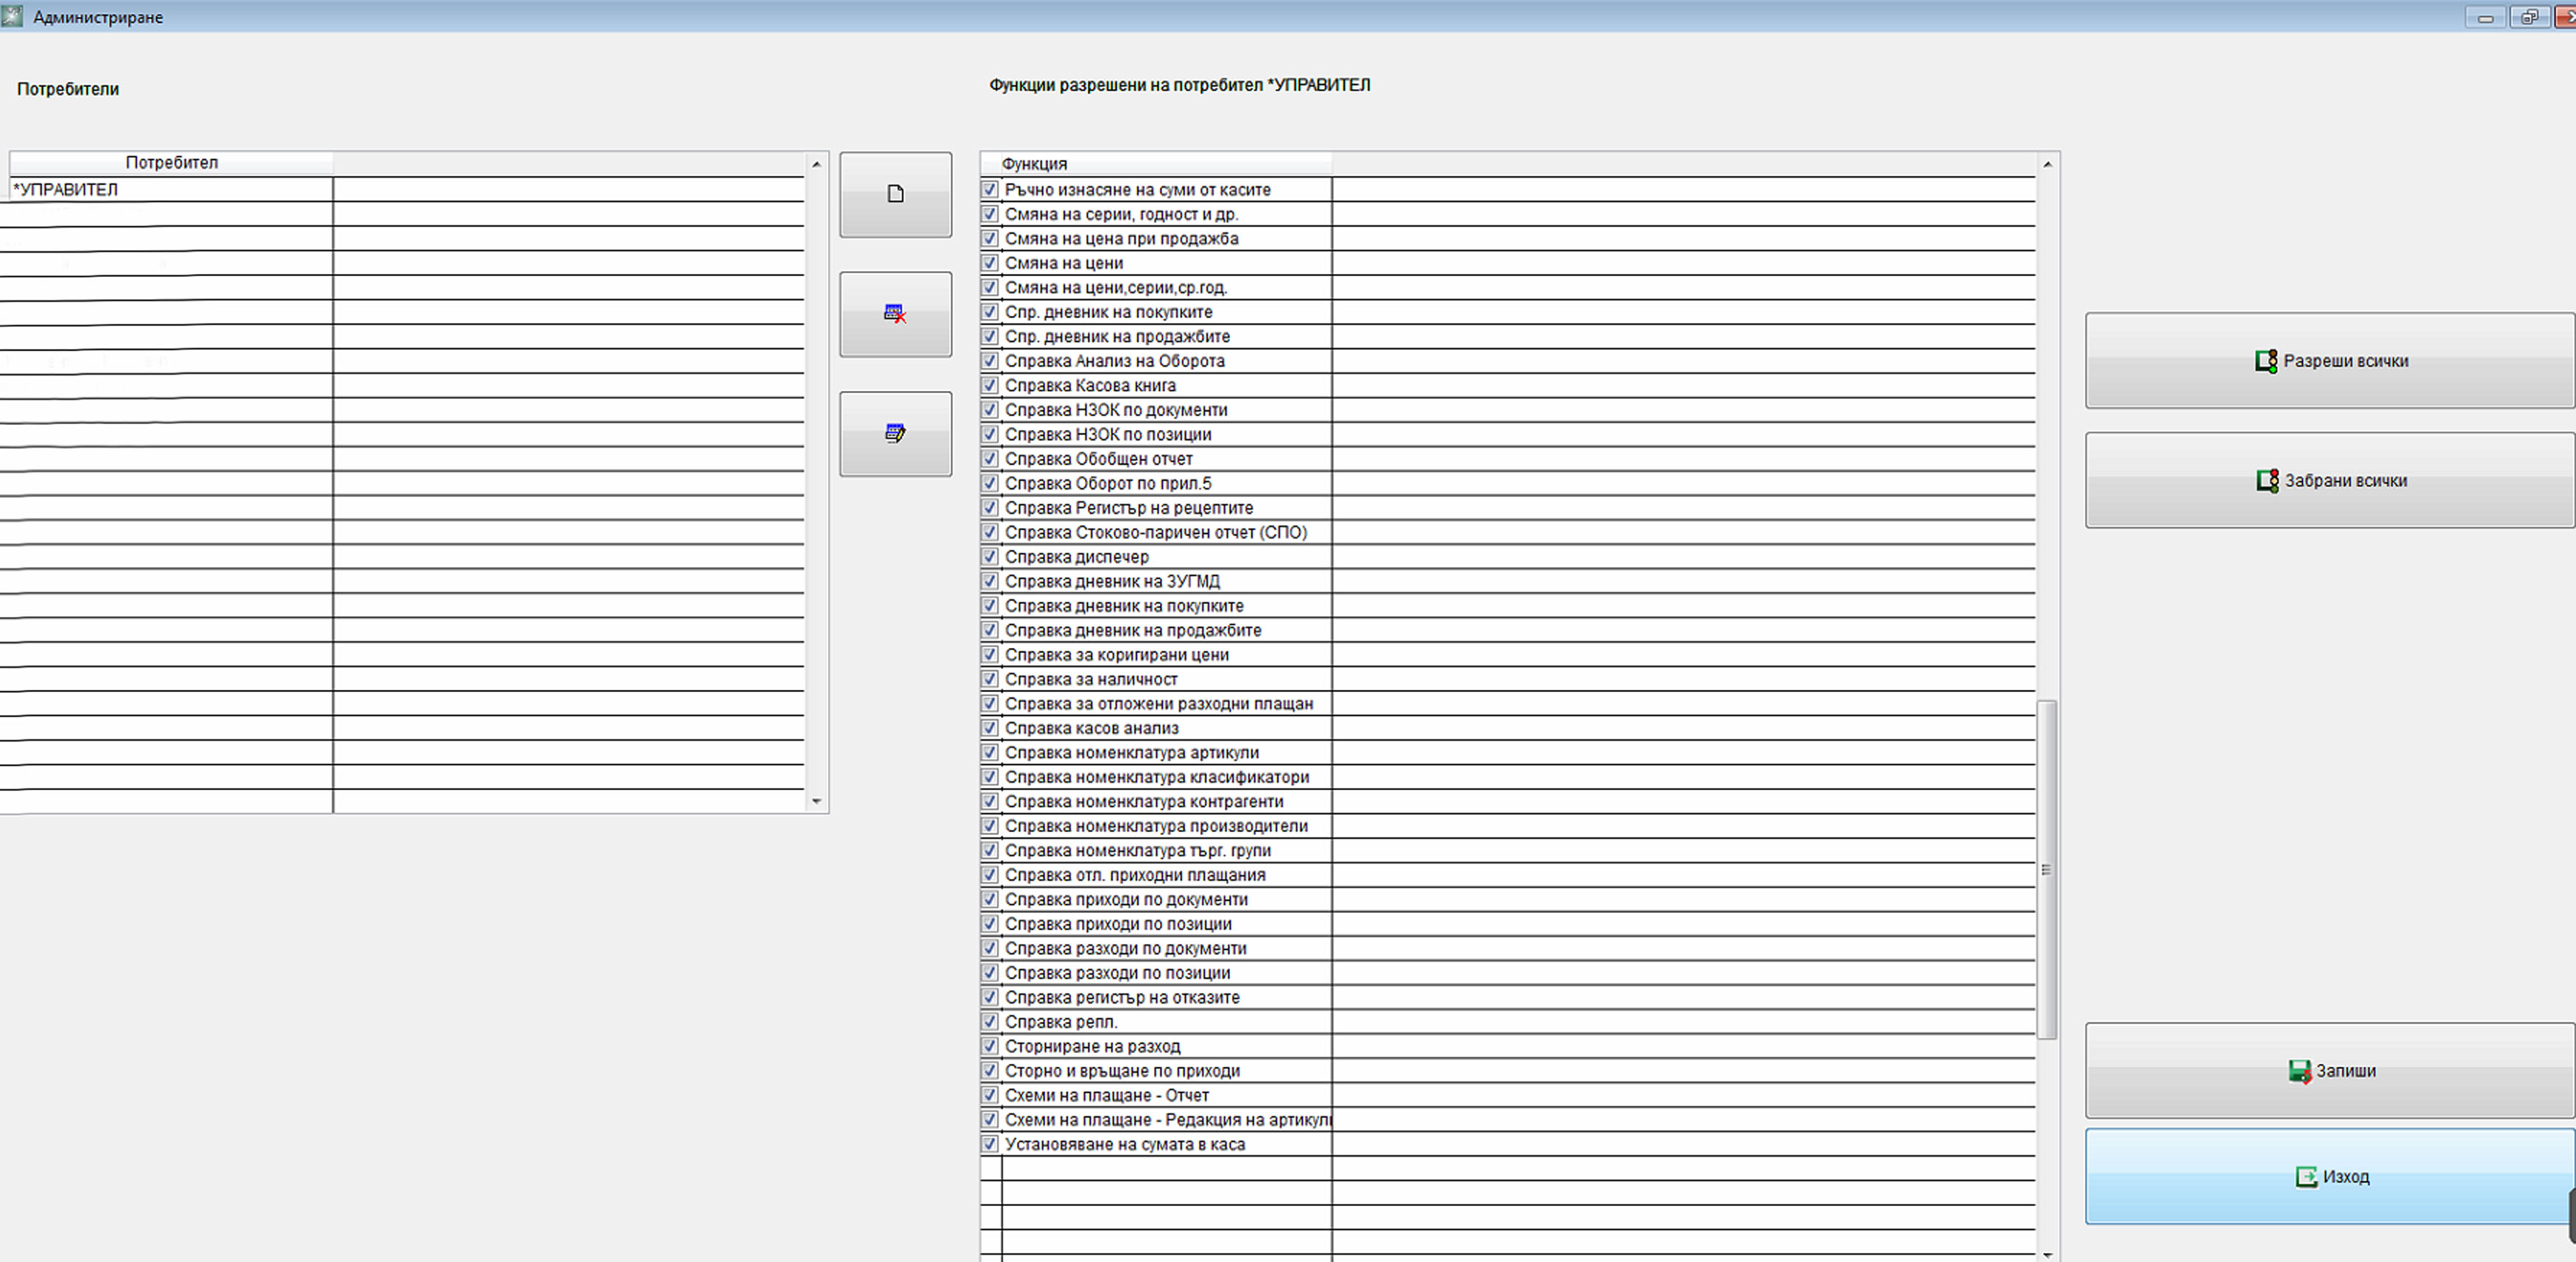 Администриране
Потребители
Функции разрешени на потребител *УПРАВИТЕЛ
Потребител
*УПРАВИТЕЛ
Функция
Ръчно изнасяне на суми от касите
Смяна на серии, годност и др.
Смяна на цена при продажба
Смяна на цени
Смяна на цени,серии,ср.год.
Спр. дневник на покупките
Спр. дневник на продажбите
Справка Анализ на Оборота
Справка Касова книга
Справка НЗОК по документи
Справка НЗОК по позиции
Справка Обобщен отчет
Справка Оборот по прил.5
Справка Регистър на рецептите
Справка Стоково-паричен отчет (СПО)
Справка диспечер
Справка дневник на ЗУГМД
Справка дневник на покупките
Справка дневник на продажбите
Справка за коригирани цени
Справка за наличност
Справка за отложени разходни плащан
Справка касов анализ
Справка номенклатура артикули
Справка номенклатура класификатори
Справка номенклатура контрагенти
Справка номенклатура производители
Справка номенклатура търг. групи
Справка отл. приходни плащания
Справка приходи по документи
Справка приходи по позиции
Справка разходи по документи
Справка разходи по позиции
Справка регистър на отказите
Справка репл.
Сторниране на разход
Сторно и връщане по приходи
Схеми на плащане - Отчет
Схеми на плащане - Редакция на артикули
Установяване на сумата в каса
Разреши всички
Забрани всички
Запиши
Изход